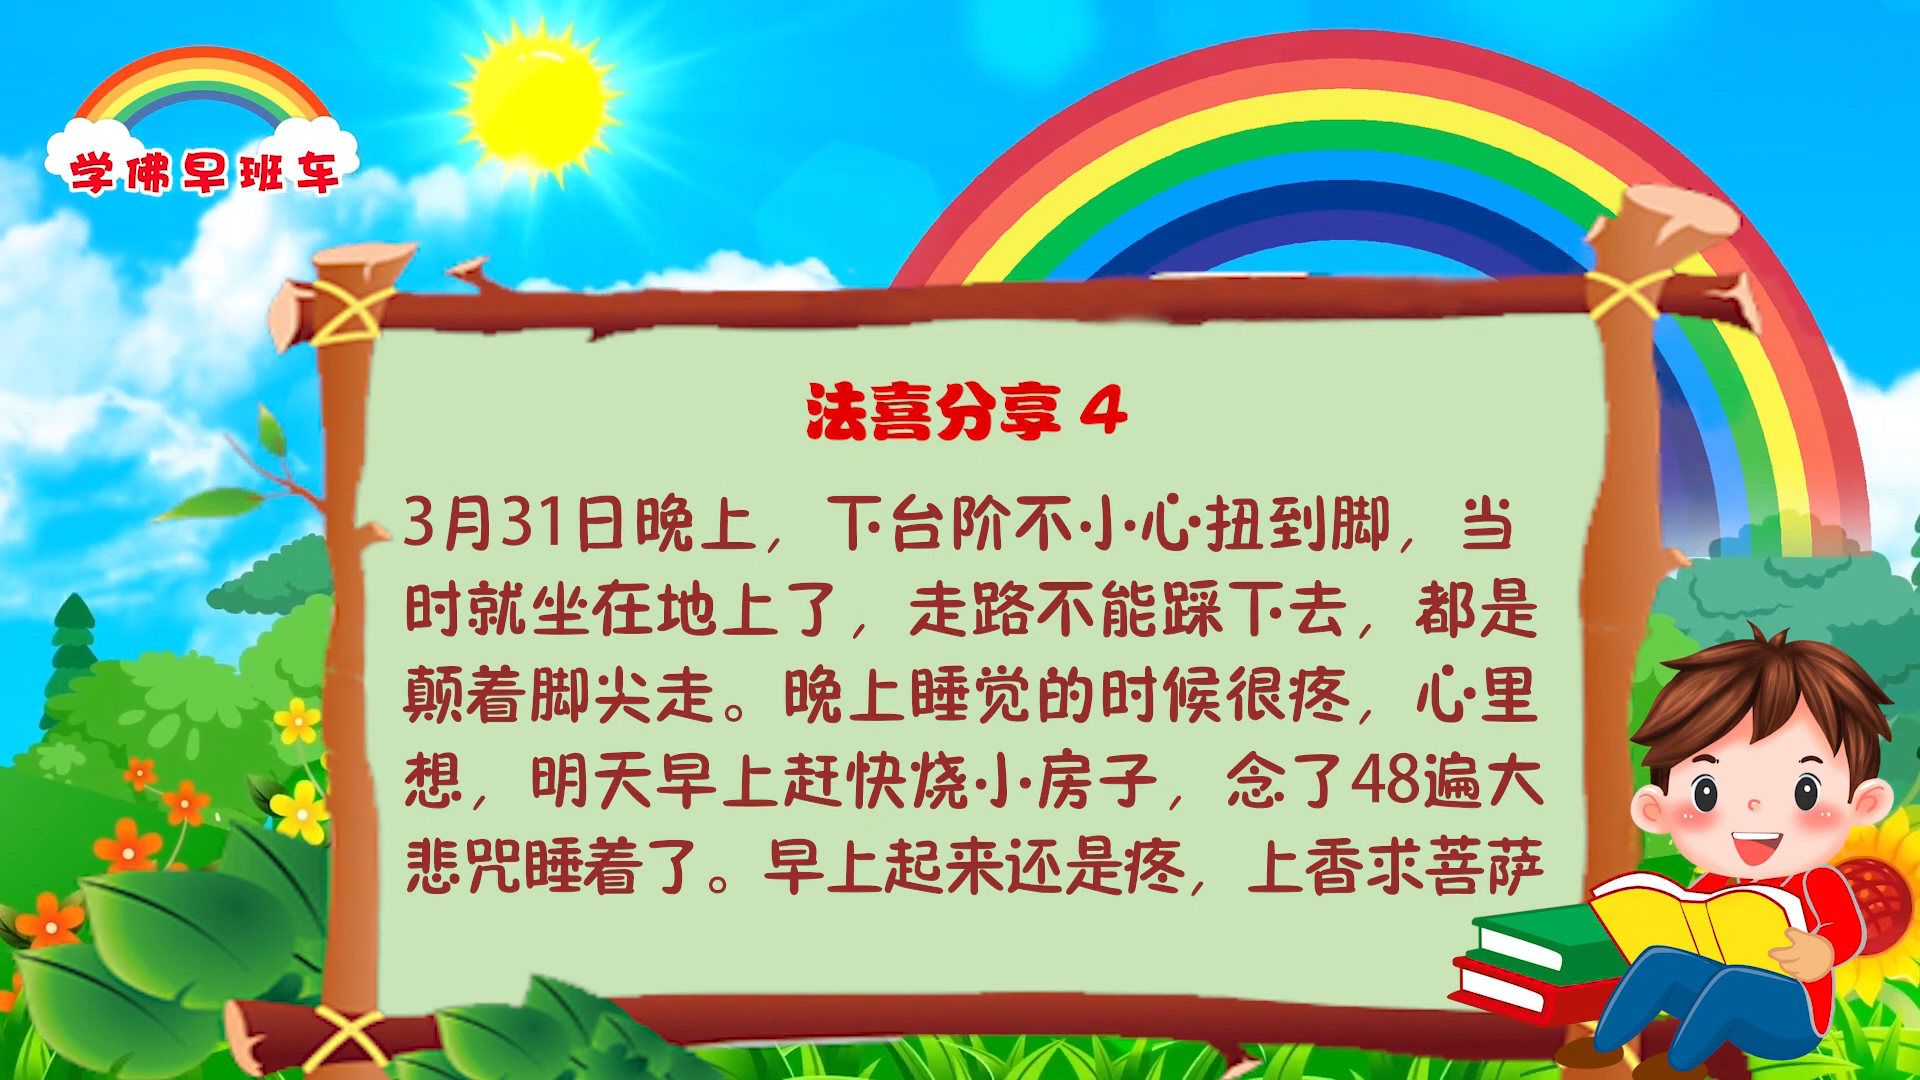 学佛早班车
法喜分享 4
3月31日晚上，下台阶不小心扭到脚，当
时就坐在地上了，走路不能踩下去，都是
颠着脚尖走。晚上睡觉的时候很疼，心里
想，明天早上赶快烧小房子，念了48遍大
悲咒睡着了。早上起来还是疼，上香求菩萨